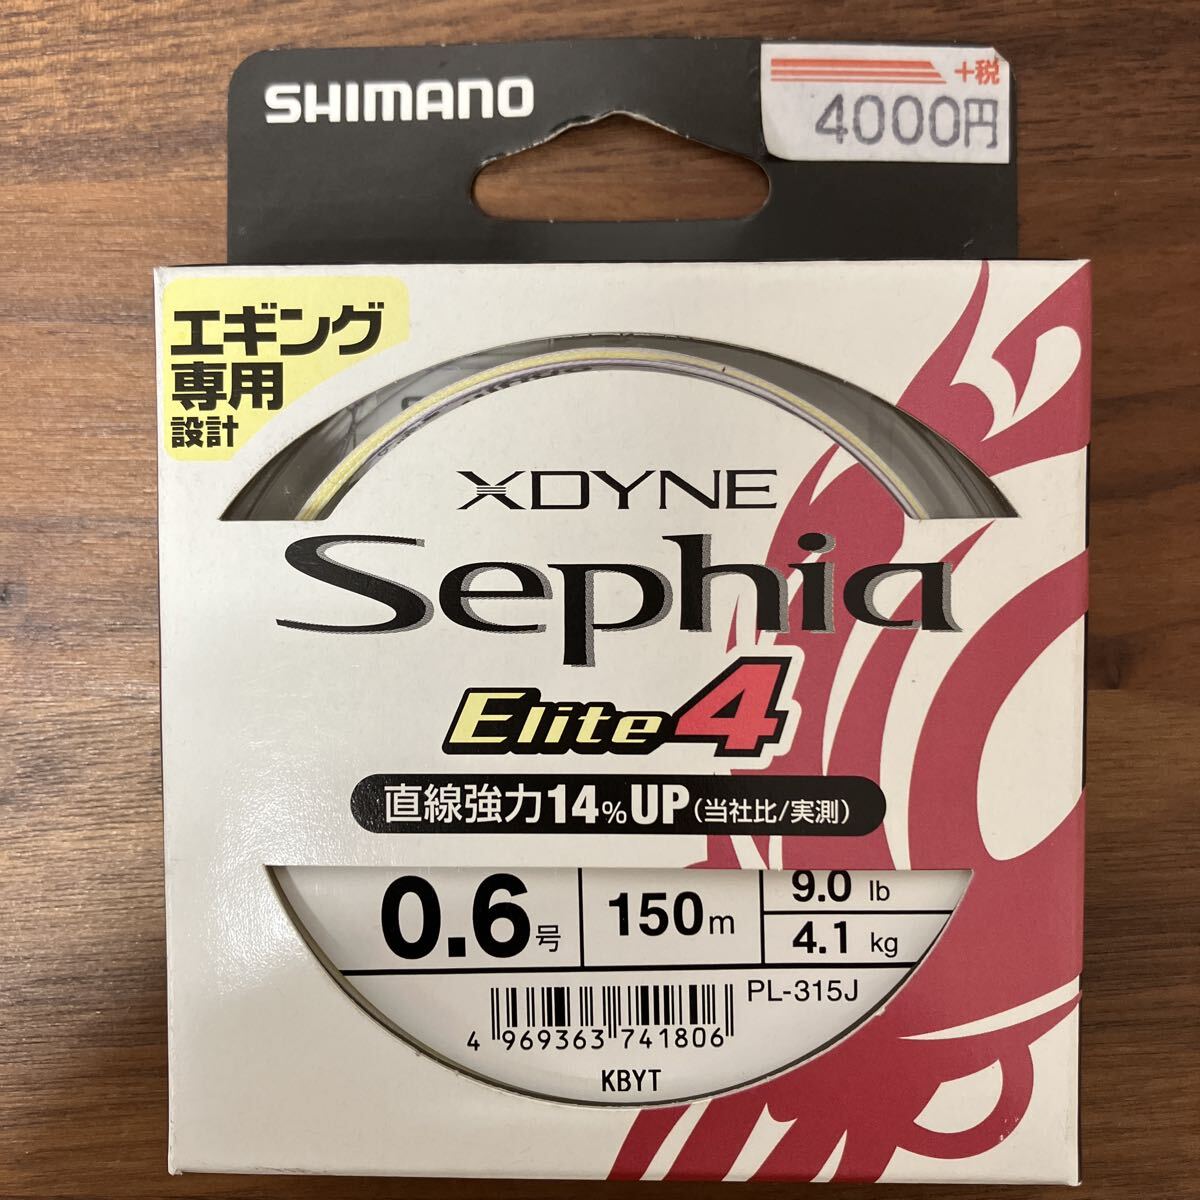 SHIMANO
+税
4000円
エギング
専用
設計
XDYNE
Sephia
Elite4
直線強力14%UP(当社比/実測)
0.6号
150m
9.0 lb
4.1 kg
PL-315J
4 969363 741806
KBYT